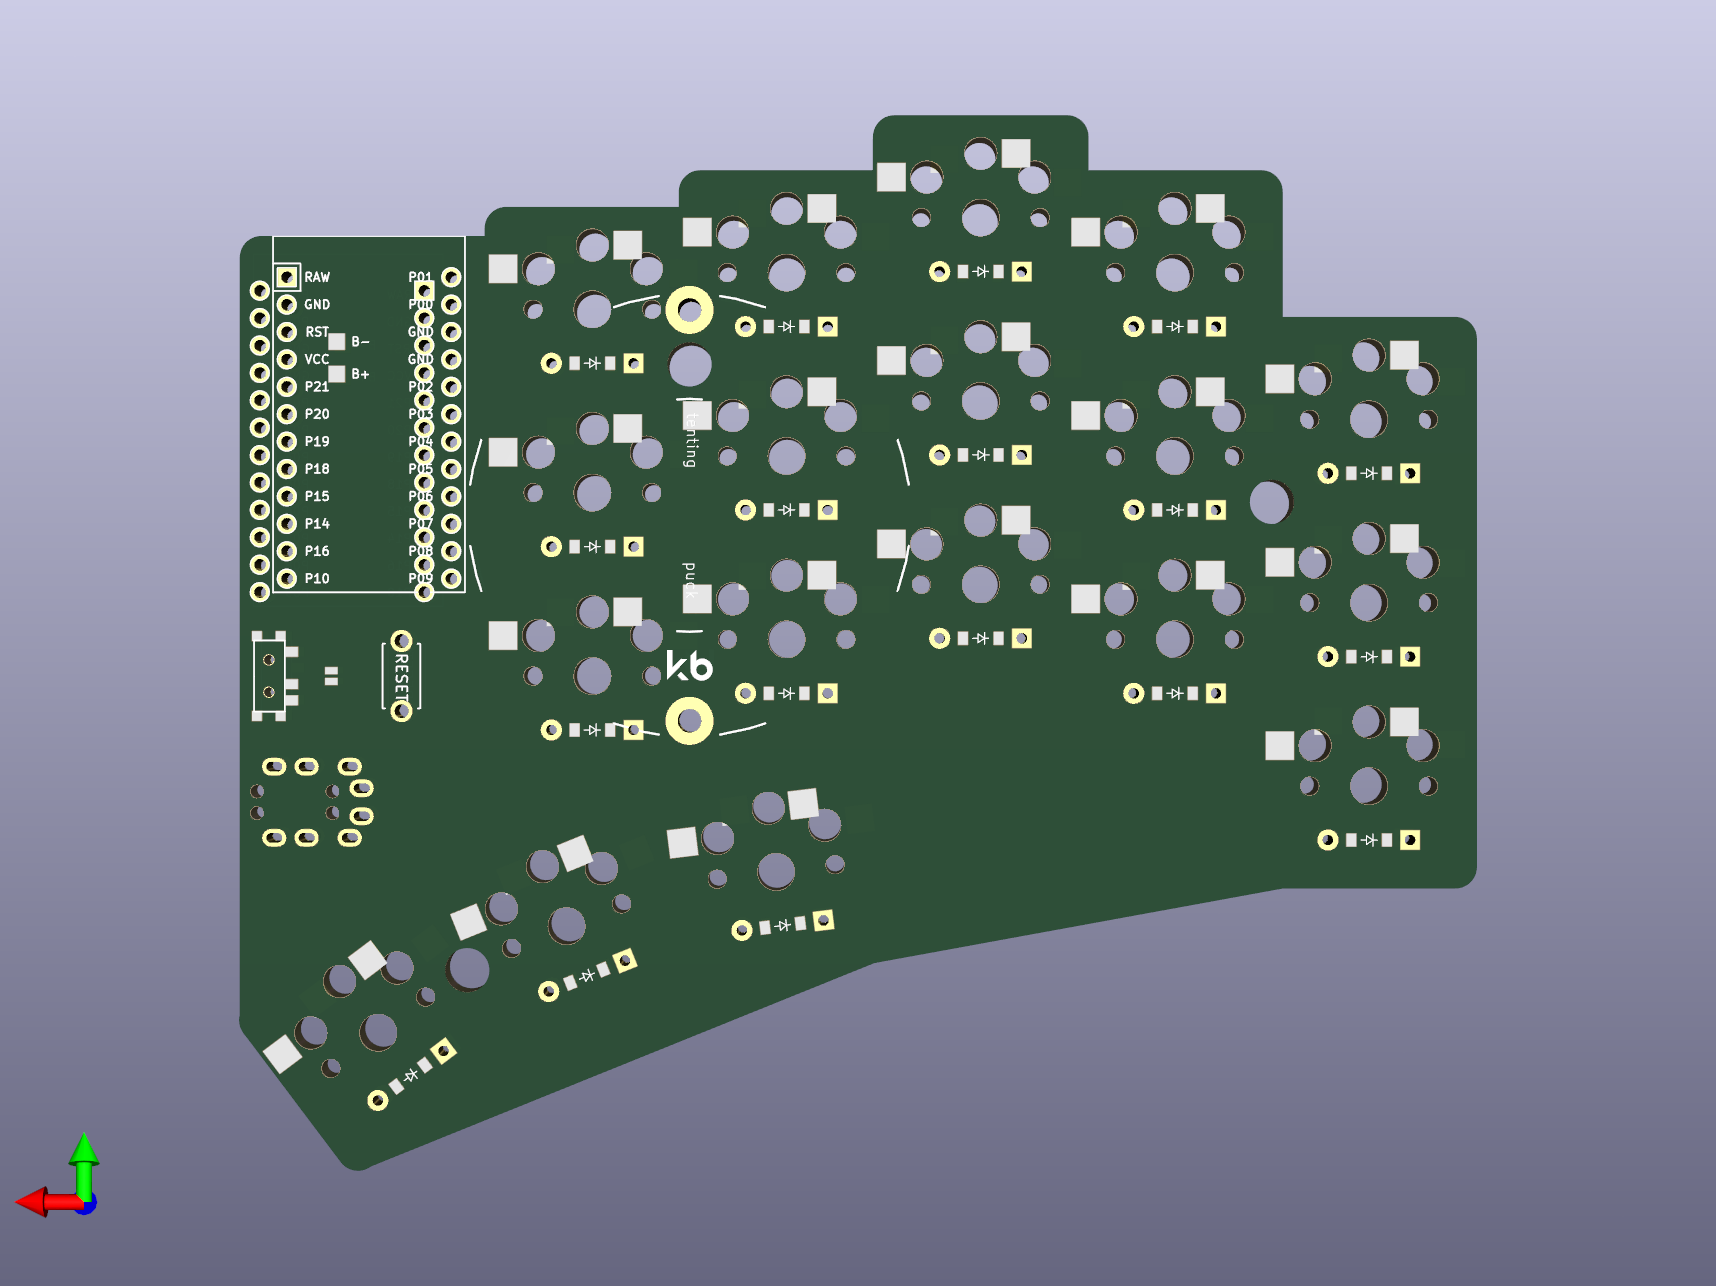 RAW P01
GND P00
RST GND
B-
VCC GND
B+
P21 P02
P20 P03
P19 P04
P18 P05
P15 P06
P14 P07
P16 P08
P10 P09
tenting
puck
kb
RESET